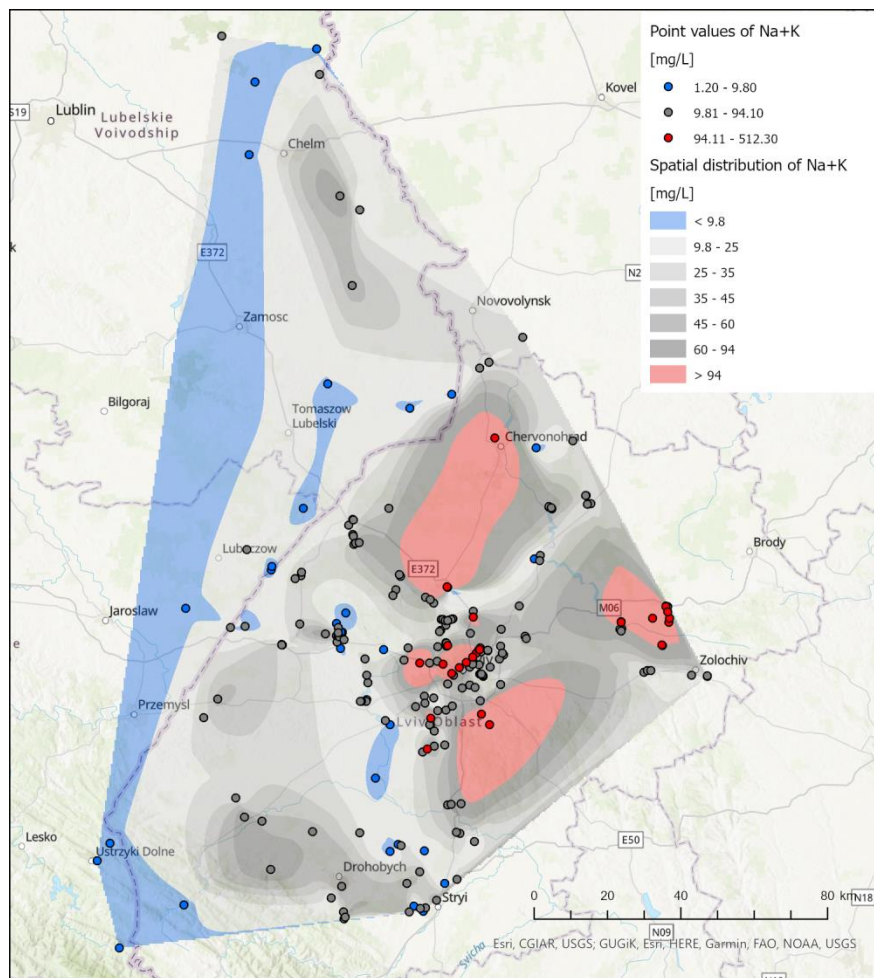 Point values of Na+K
[mg/L]
1.20 - 9.80
9.81 - 94.10
94.11 - 512.30
Spatial distribution of Na+K
[mg/L]
< 9.8
9.8 - 25
25 - 35
35 - 45
45 - 60
60 - 94
> 94
Kovel
S19
Lublin
Lubelskie
Voivodship
Chelm
k
E372
N2
Novovolynsk
Zamosc
Bilgoraj
Tomaszow
Lubelski
Chervonohrad
Brody
Lubaczow
E372
Jaroslaw
M06
e
Zolochiv
Przemysl
Lviv Oblast
Lesko
Ustrzyki Dolne
E50
Drohobych
Stryi
0 20 40 80 km
N18
Svicha
N09
Esri, CGIAR, USGS; GUGiK, Esri, HERE, Garmin, FAO, NOAA, USGS